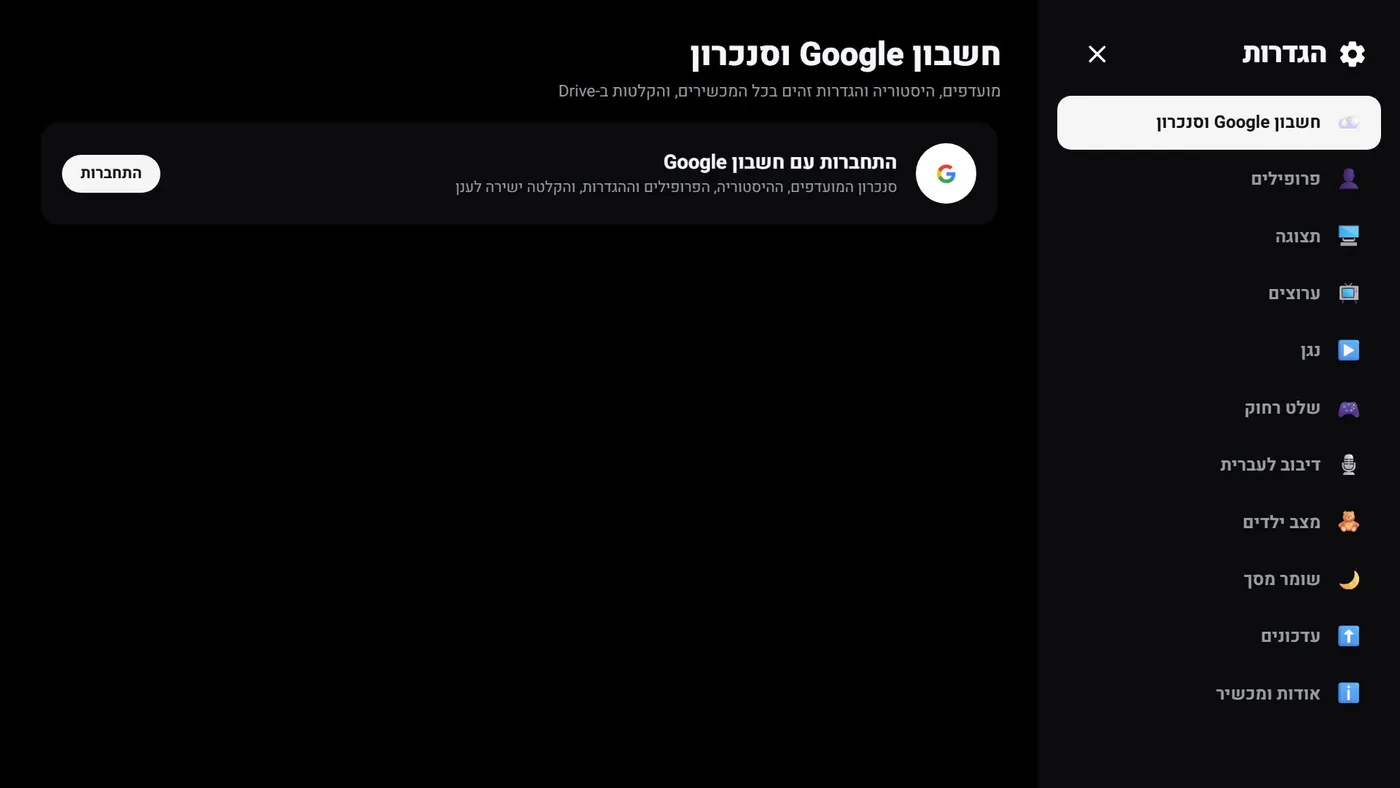 הגדרות
חשבון Google וסנכרון
פרופילים
תצוגה
ערוצים
נגן
שלט רחוק
דיבוב לעברית
מצב ילדים
שומר מסך
עדכונים
אודות ומכשיר
חשבון Google וסנכרון
מועדפים, היסטוריה והגדרות זהים בכל המכשירים, והקלטות ב-Drive
התחברות עם חשבון Google
סנכרון המועדפים, ההיסטוריה, הפרופילים וההגדרות, והקלטה ישירה לענן
התחברות